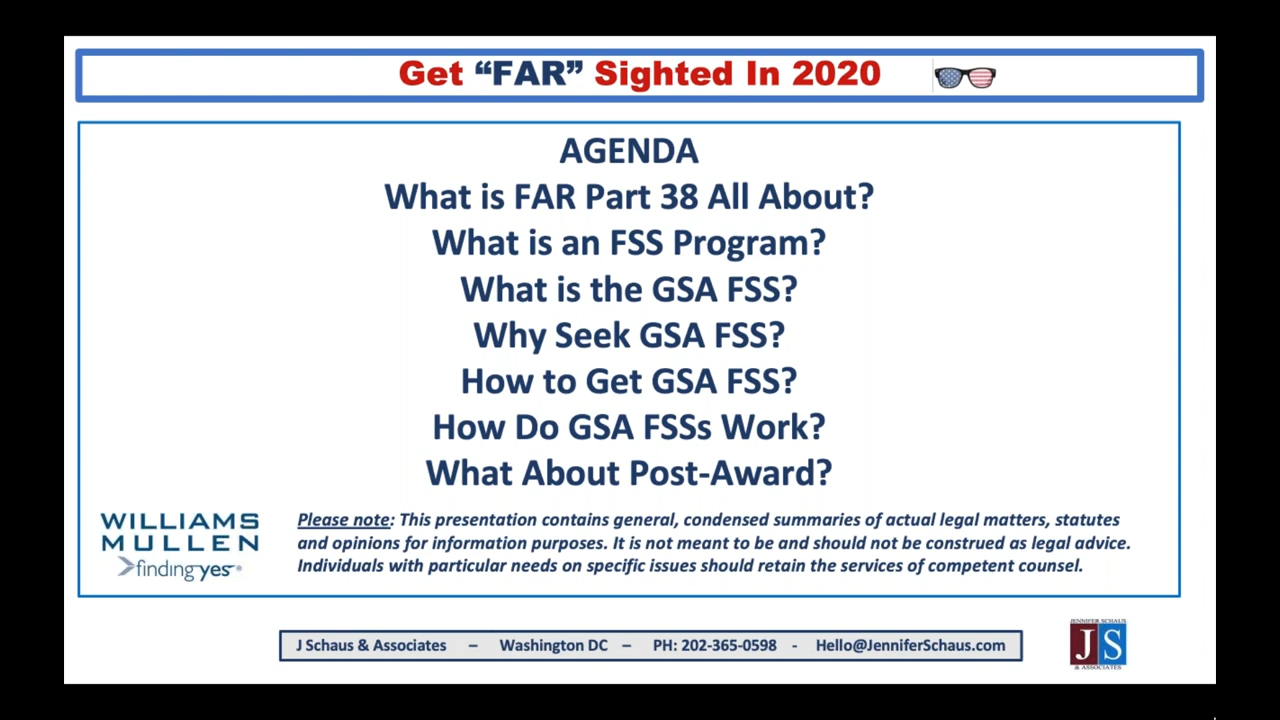 Get “FAR” Sighted In 2020
AGENDA
What is FAR Part 38 All About?
What is an FSS Program?
What is the GSA FSS?
Why Seek GSA FSS?
How to Get GSA FSS?
How Do GSA FSSs Work?
What About Post-Award?
WILLIAMS
MULLEN
finding yes®
Please note: This presentation contains general, condensed summaries of actual legal matters, statutes
and opinions for information purposes. It is not meant to be and should not be construed as legal advice.
Individuals with particular needs on specific issues should retain the services of competent counsel.
J Schaus & Associates – Washington DC – PH: 202-365-0598 - Hello@JenniferSchaus.com
JENNIFER SCHAUS
J S
& ASSOCIATES